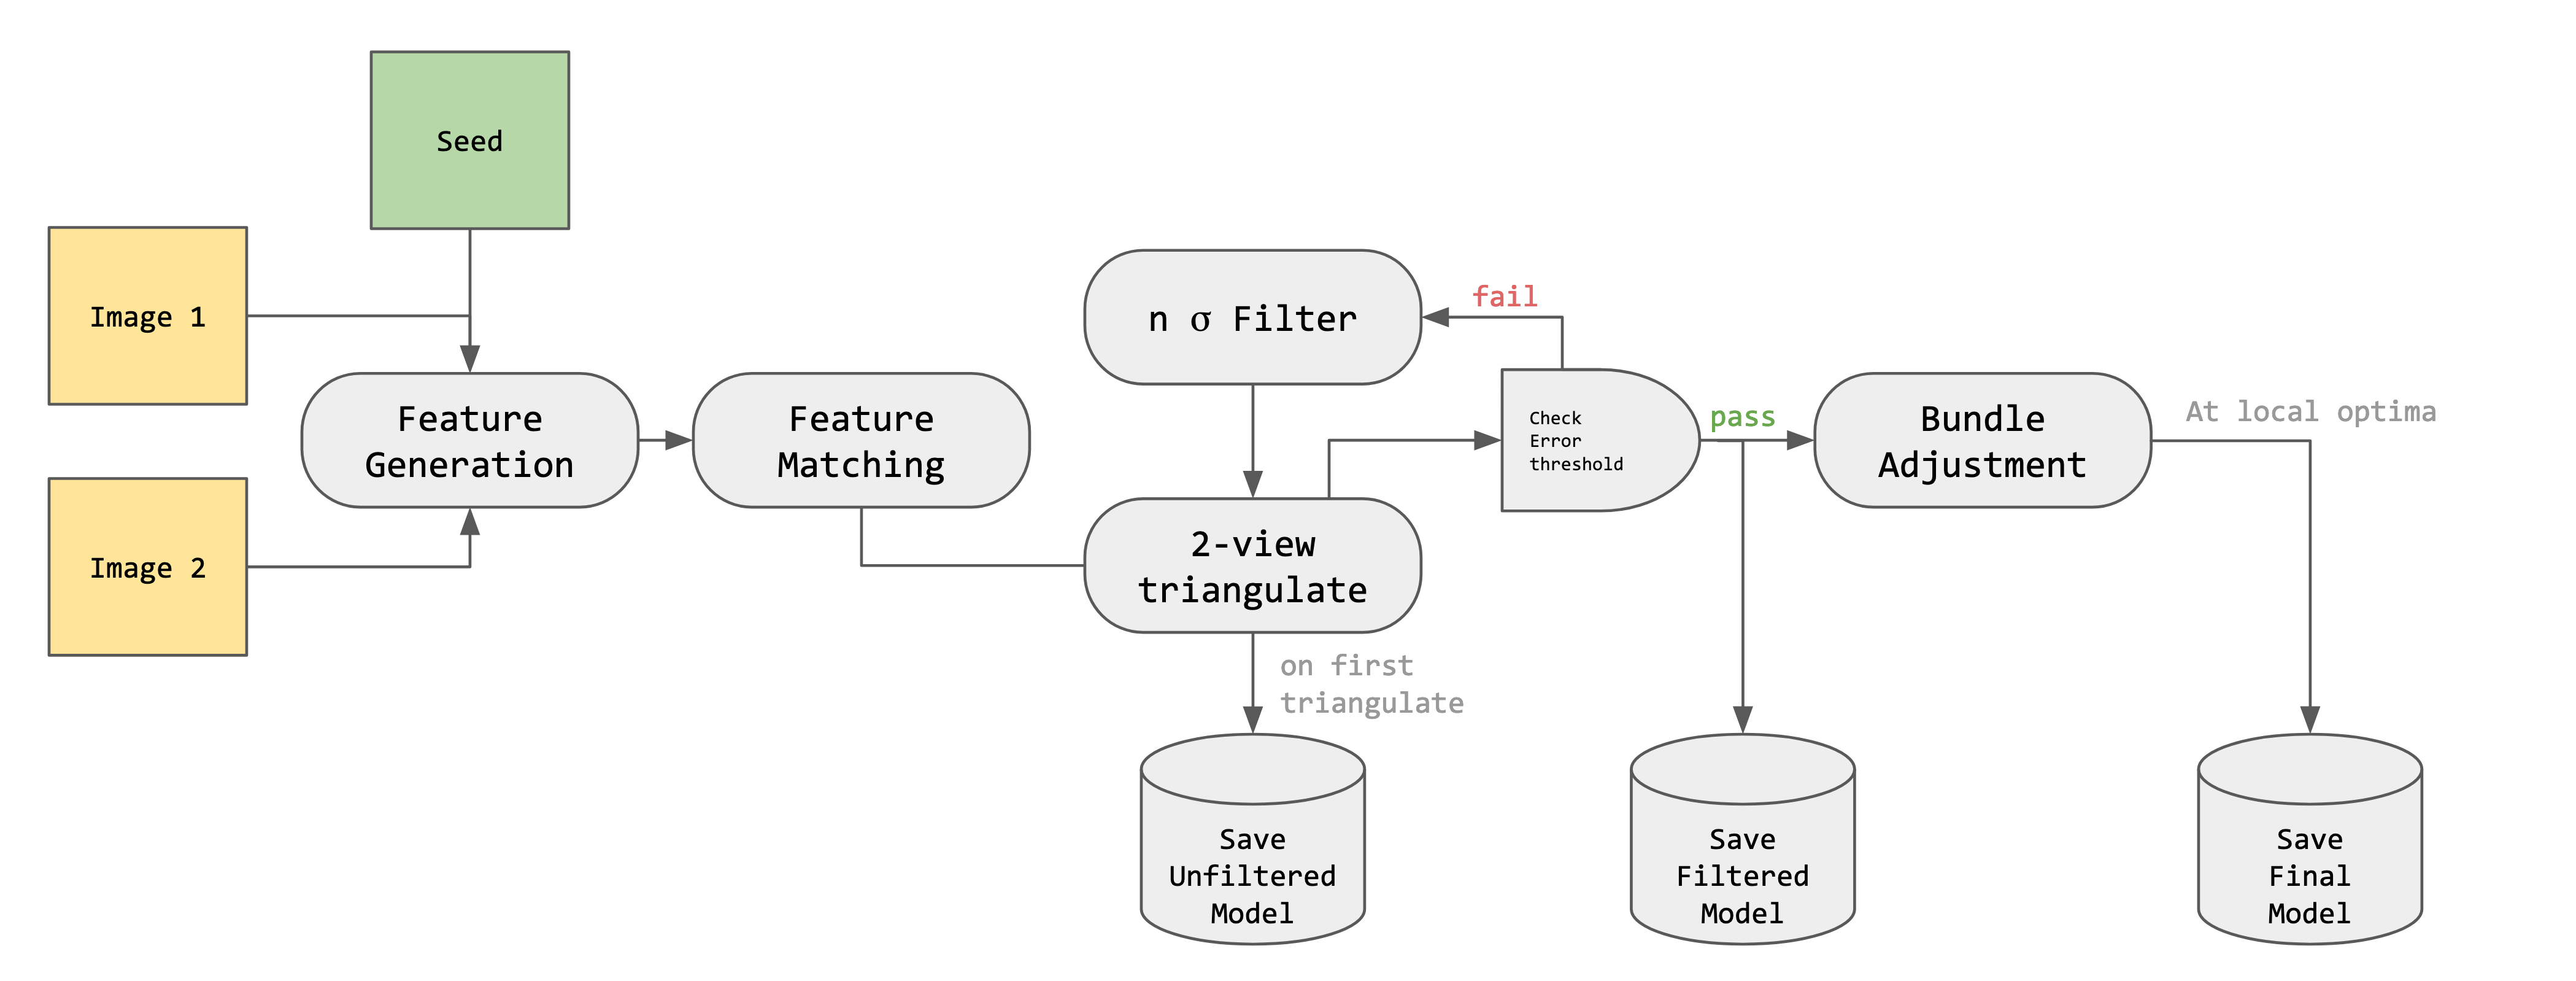 Seed
Image 1
Image 2
Feature
Generation
Feature
Matching
n σ Filter
2-view
triangulate
on first
triangulate
fail
Check
Error
threshold
pass
Bundle
Adjustment
At local optima
Save
Unfiltered
Model
Save
Filtered
Model
Save
Final
Model